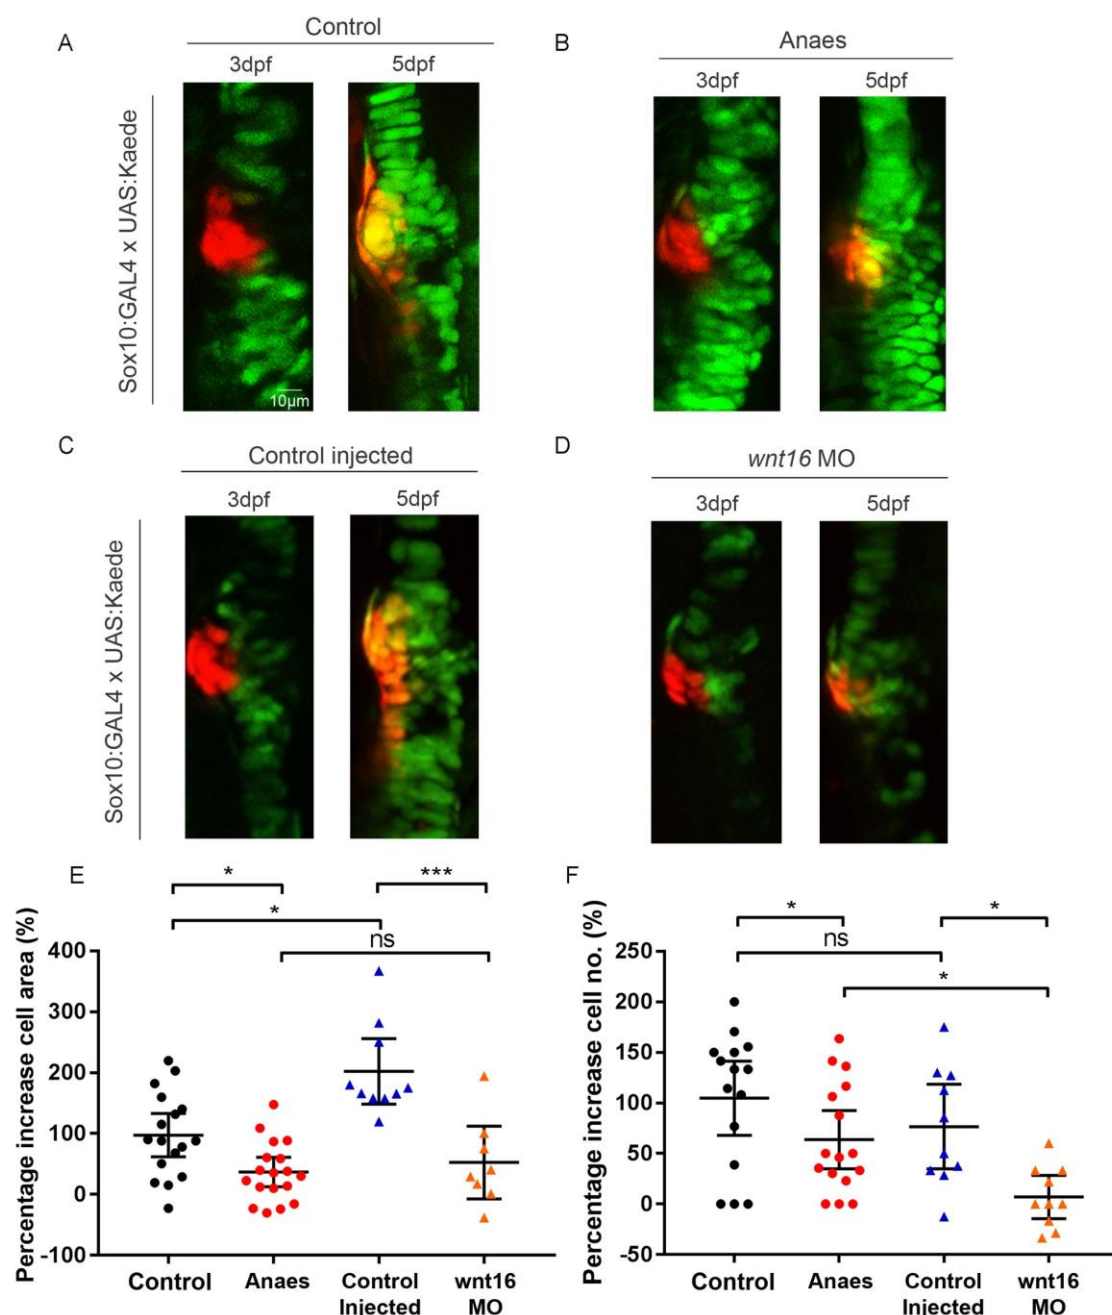 A
Control
3dpf
5dpf
Sox10:GAL4 x UAS:Kaede
10µm
B
Anaes
3dpf
5dpf
C
Control injected
3dpf
5dpf
Sox10:GAL4 x UAS:Kaede
D
wnt16 MO
3dpf
5dpf
E
*
***
*
ns
Percentage increase cell area (%)
400
300
200
100
0
-100
Control
Anaes
Control
Injected
wnt16
MO
F
*
*
ns
*
Percentage increase cell no. (%)
250
200
150
100
50
0
-50
Control
Anaes
Control
Injected
wnt16
MO